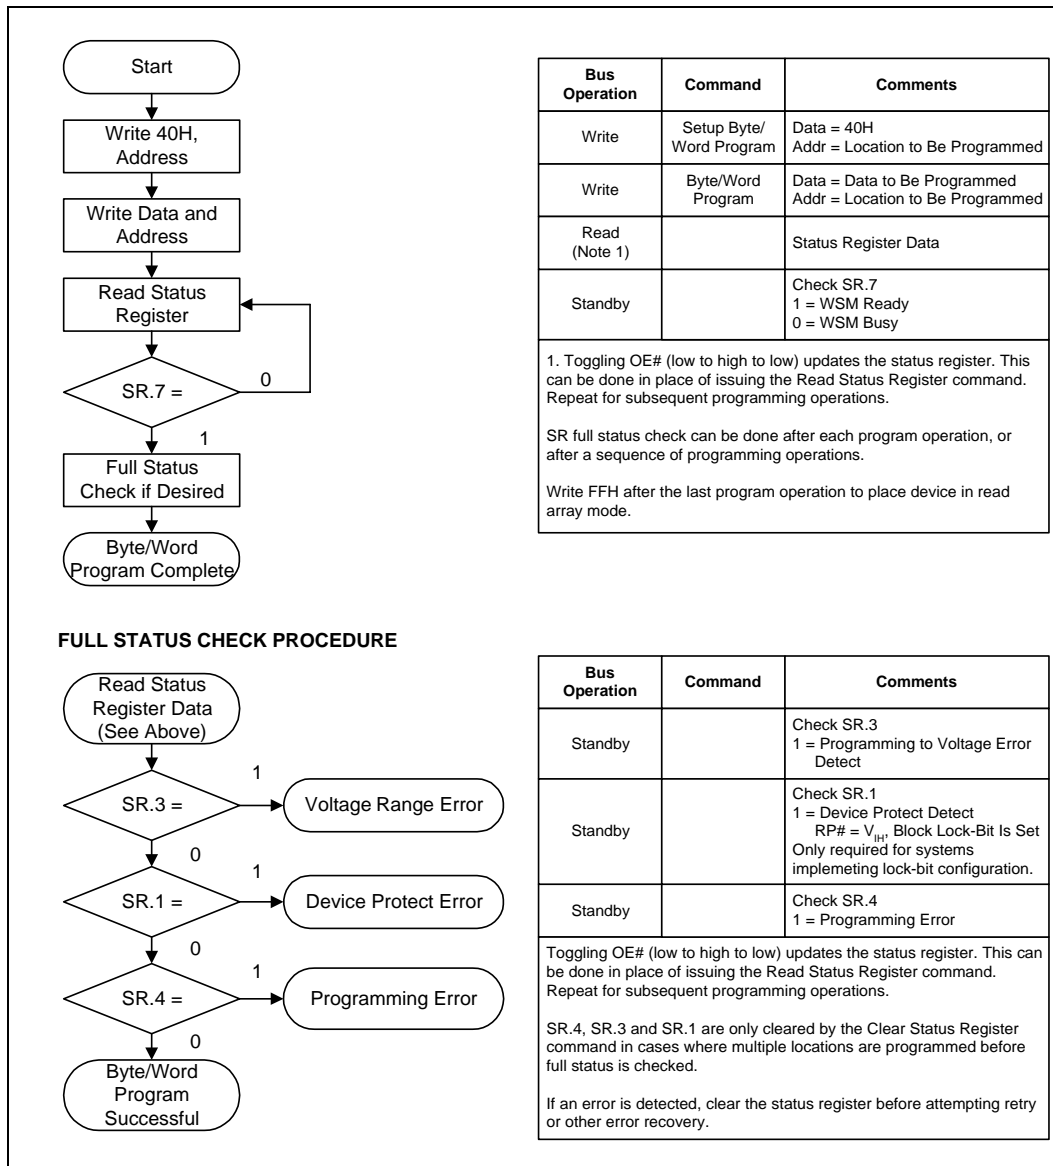 Start
Write 40H,
Address
Write Data and
Address
Read Status
Register
SR.7 =
0
1
Full Status
Check if Desired
Byte/Word
Program Complete
Bus
Operation
Command
Comments
Write
Setup Byte/
Word Program
Data = 40H
Addr = Location to Be Programmed
Write
Byte/Word
Program
Data = Data to Be Programmed
Addr = Location to Be Programmed
Read
(Note 1)
Status Register Data
Standby
Check SR.7
1 = WSM Ready
0 = WSM Busy
1. Toggling OE# (low to high to low) updates the status register. This
can be done in place of issuing the Read Status Register command.
Repeat for subsequent programming operations.
SR full status check can be done after each program operation, or
after a sequence of programming operations.
Write FFH after the last program operation to place device in read
array mode.
FULL STATUS CHECK PROCEDURE
Read Status
Register Data
(See Above)
SR.3 =
1
Voltage Range Error
0
SR.1 =
1
Device Protect Error
0
SR.4 =
1
Programming Error
0
Byte/Word
Program
Successful
Bus
Operation
Command
Comments
Standby
Check SR.3
1 = Programming to Voltage Error
Detect
Standby
Check SR.1
1 = Device Protect Detect
RP# = VIH, Block Lock-Bit Is Set
Only required for systems
implemeting lock-bit configuration.
Standby
Check SR.4
1 = Programming Error
Toggling OE# (low to high to low) updates the status register. This can
be done in place of issuing the Read Status Register command.
Repeat for subsequent programming operations.
SR.4, SR.3 and SR.1 are only cleared by the Clear Status Register
command in cases where multiple locations are programmed before
full status is checked.
If an error is detected, clear the status register before attempting retry
or other error recovery.